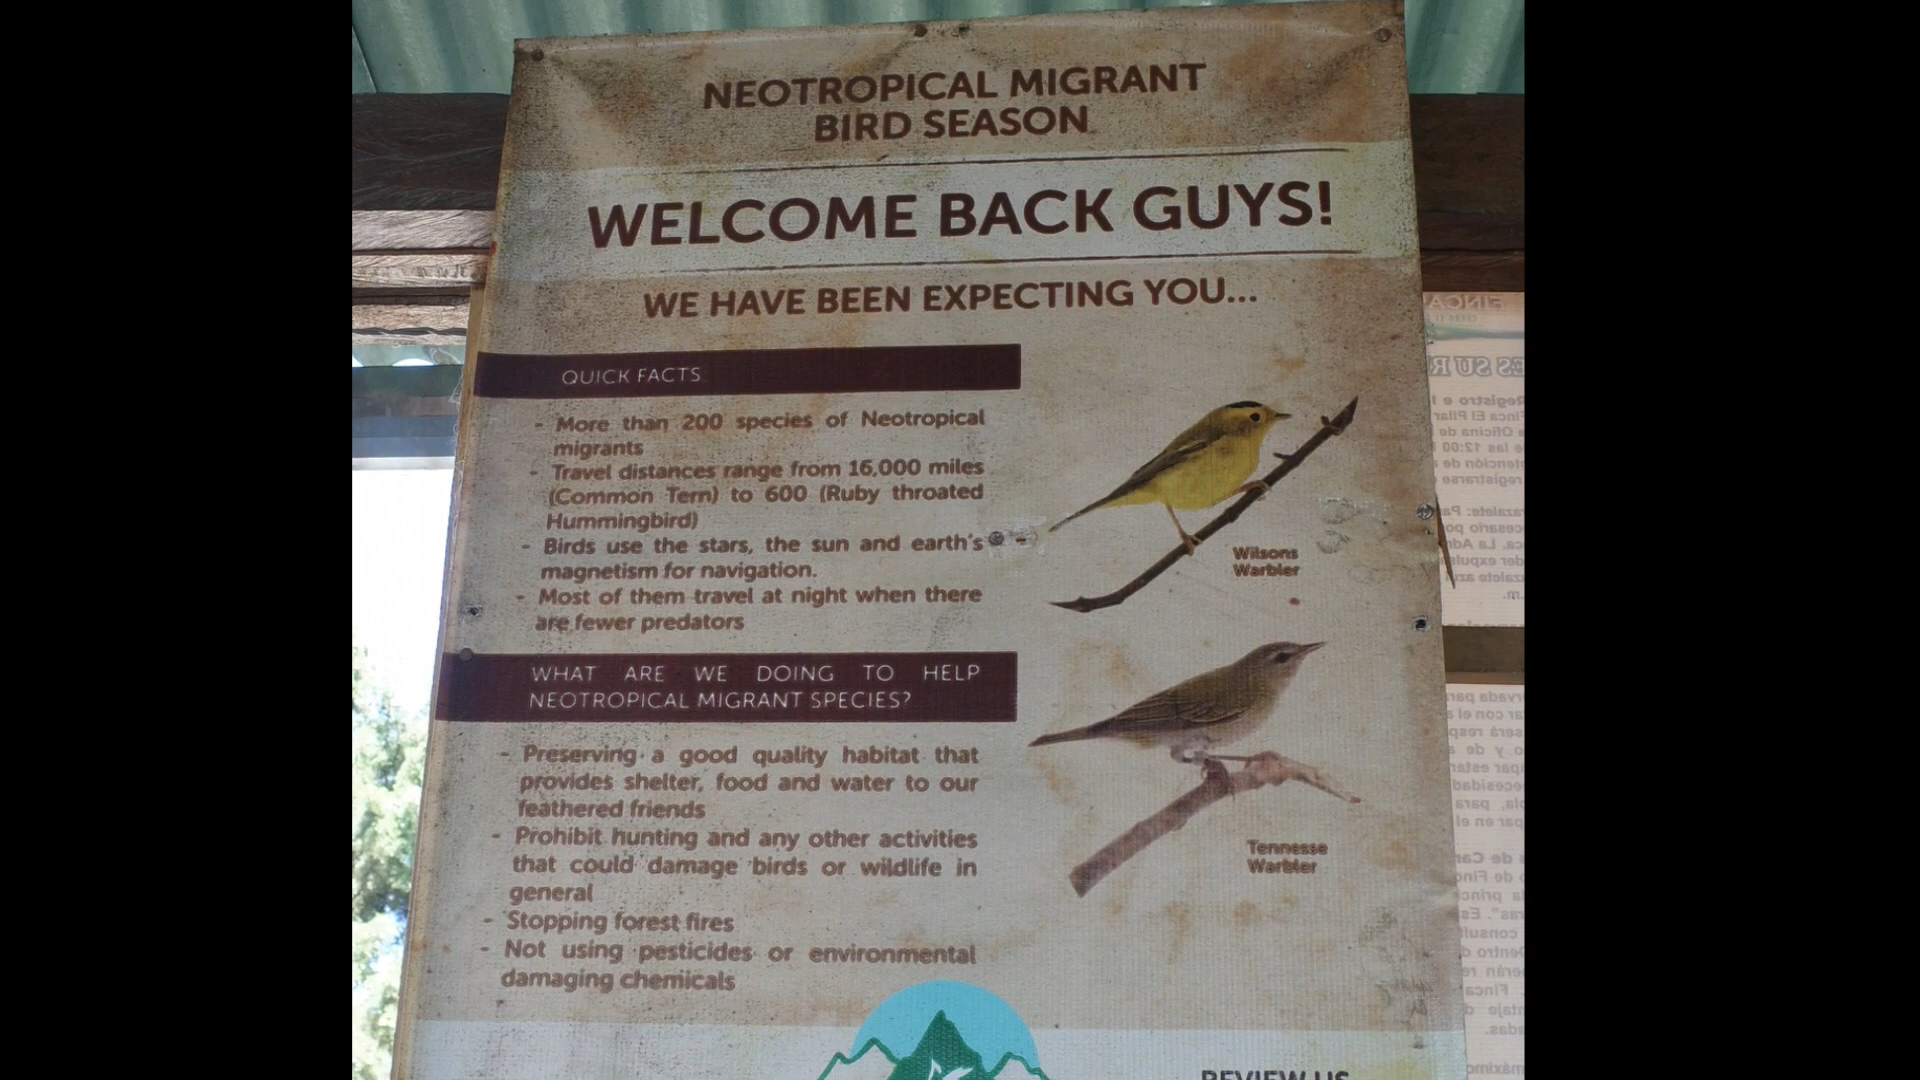 NEOTROPICAL MIGRANT
BIRD SEASON
WELCOME BACK GUYS!
WE HAVE BEEN EXPECTING YOU...
QUICK FACTS
- More than 200 species of Neotropical
migrants
- Travel distances range from 16,000 miles
(Common Tern) to 600 (Ruby throated
Hummingbird)
- Birds use the stars, the sun and earth's
magnetism for navigation.
- Most of them travel at night when there
are fewer predators
Wilsons
Warbler
WHAT ARE WE DOING TO HELP
NEOTROPICAL MIGRANT SPECIES?
- Preserving a good quality habitat that
provides shelter, food and water to our
feathered friends
- Prohibit hunting and any other activities
that could damage birds or wildlife in
general
- Stopping forest fires
- Not using pesticides or environmental
damaging chemicals
Tennesse
Warbler
REVIEW US